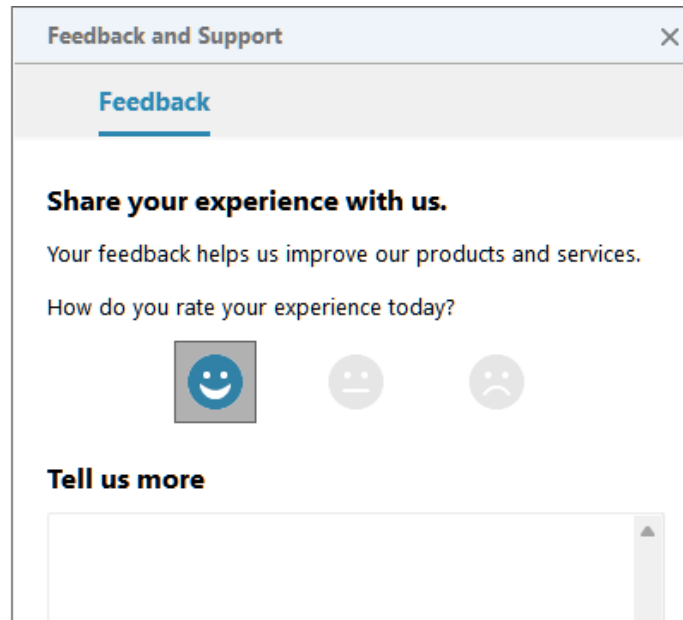 Feedback and Support
Feedback
Share your experience with us.
Your feedback helps us improve our products and services.
How do you rate your experience today?
Tell us more